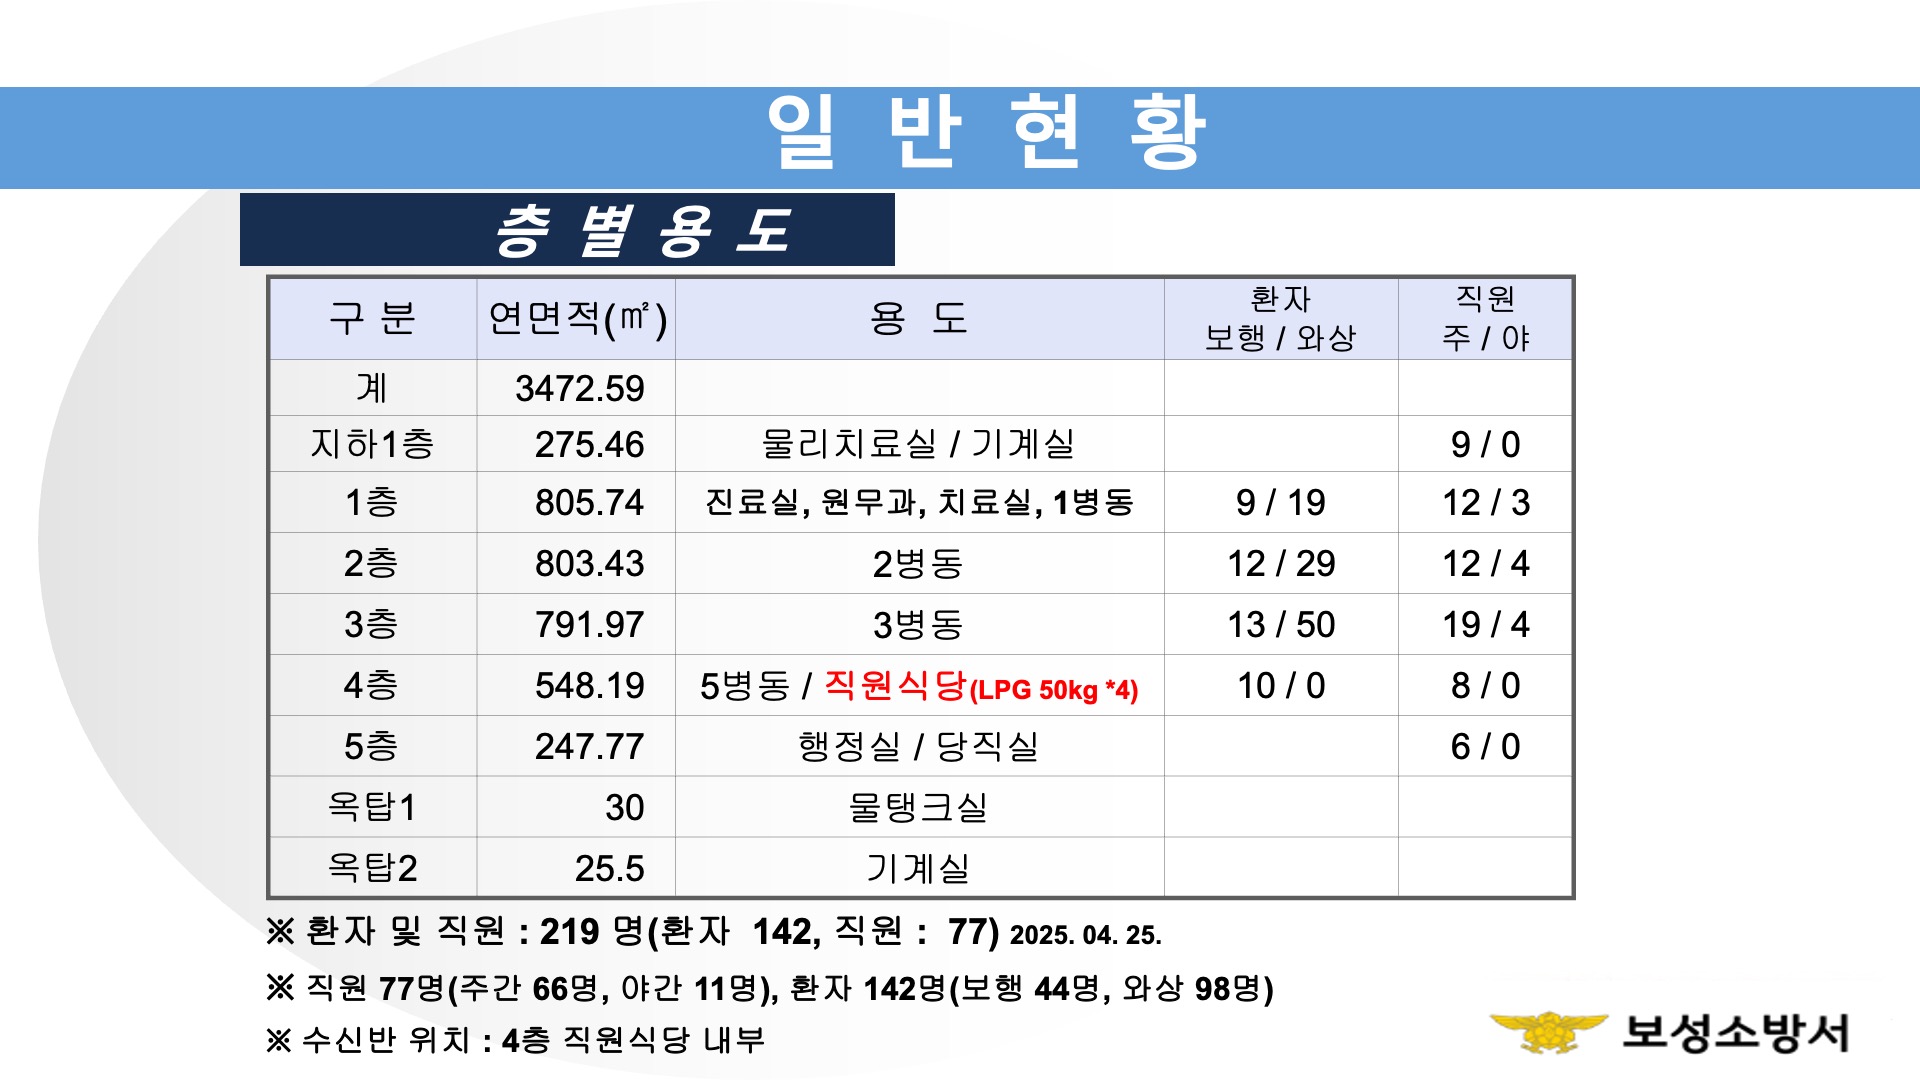 일 반 현 황
층 별 용 도
구 분 연면적(㎡) 용 도 환자 보행 / 와상 직원 주 / 야
계 3472.59
지하1층 275.46 물리치료실 / 기계실 9 / 0
1층 805.74 진료실, 원무과, 치료실, 1병동 9 / 19 12 / 3
2층 803.43 2병동 12 / 29 12 / 4
3층 791.97 3병동 13 / 50 19 / 4
4층 548.19 5병동 / 직원식당(LPG 50kg *4) 10 / 0 8 / 0
5층 247.77 행정실 / 당직실 6 / 0
옥탑1 30 물탱크실
옥탑2 25.5 기계실
※ 환자 및 직원 : 219 명(환자 142, 직원 : 77) 2025. 04. 25.
※ 직원 77명(주간 66명, 야간 11명), 환자 142명(보행 44명, 와상 98명)
※ 수신반 위치 : 4층 직원식당 내부
보성소방서